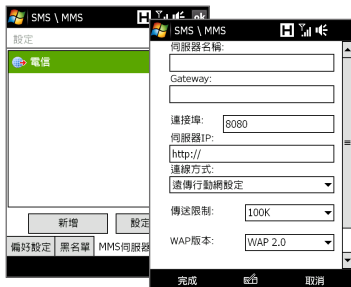 SMS \ MMS
設定
電信
新增
設定
偏好設定 黑名單 MMS伺服器
SMS \ MMS
伺服器名稱:
Gateway:
連接埠: 8080
伺服器IP:
http://
連線方式:
遠傳行動網設定
傳送限制: 100K
WAP版本: WAP 2.0
完成 取消